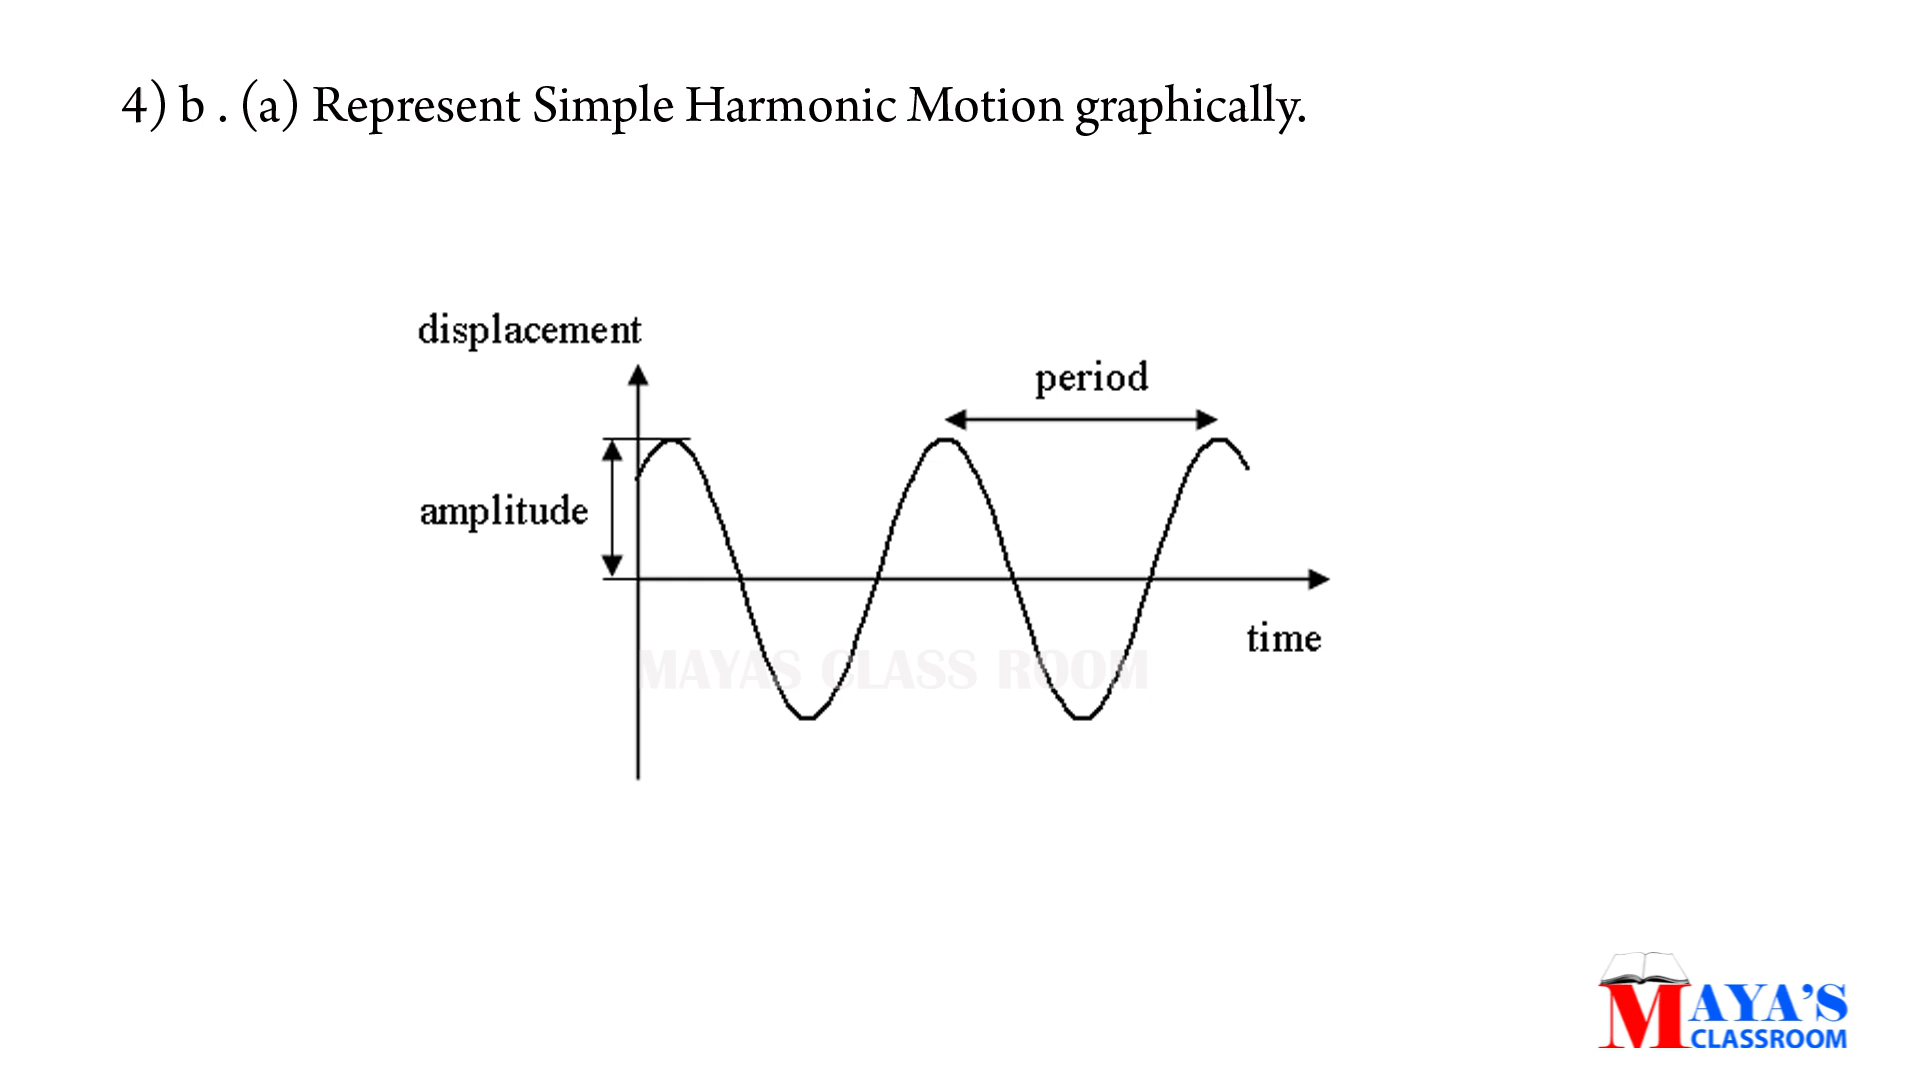 4) b . (a) Represent Simple Harmonic Motion graphically.
displacement
period
amplitude
time
MAYAS CLASS ROOM
MAYA'S
CLASSROOM